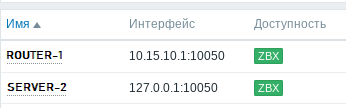 Имя Интерфейс Доступность
ROUTER-1 10.15.10.1:10050 ZBX
SERVER-2 127.0.0.1:10050 ZBX